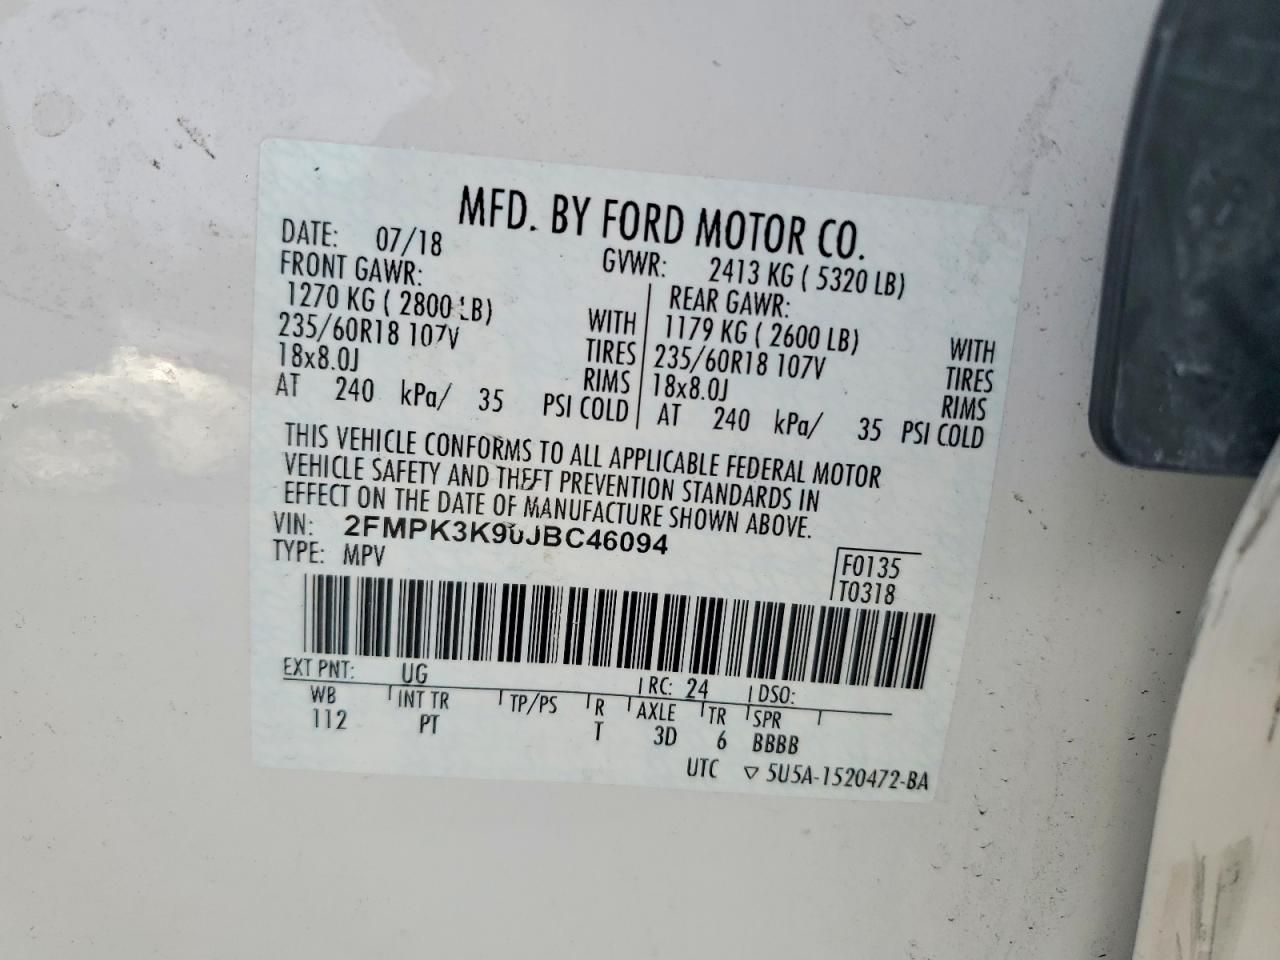 MFD. BY FORD MOTOR CO.
DATE: 07/18 GVWR: 2413 KG ( 5320 LB)
FRONT GAWR: REAR GAWR:
1270 KG ( 2800 LB) WITH 1179 KG ( 2600 LB) WITH
235/60R18 107V TIRES 235/60R18 107V TIRES
18x8.0J RIMS 18x8.0J RIMS
AT 240 kPa/ 35 PSI COLD AT 240 kPa/ 35 PSI COLD
THIS VEHICLE CONFORMS TO ALL APPLICABLE FEDERAL MOTOR
VEHICLE SAFETY AND THEFT PREVENTION STANDARDS IN
EFFECT ON THE DATE OF MANUFACTURE SHOWN ABOVE.
VIN: 2FMPK3K90JBC46094
TYPE: MPV F0135
T0318
EXT PNT: UG RC: 24 DSO:
WB INT TR TP/PS R AXLE TR SPR
112 PT T 3D 6 BBBB
UTC ▽ 5U5A-1520472-BA